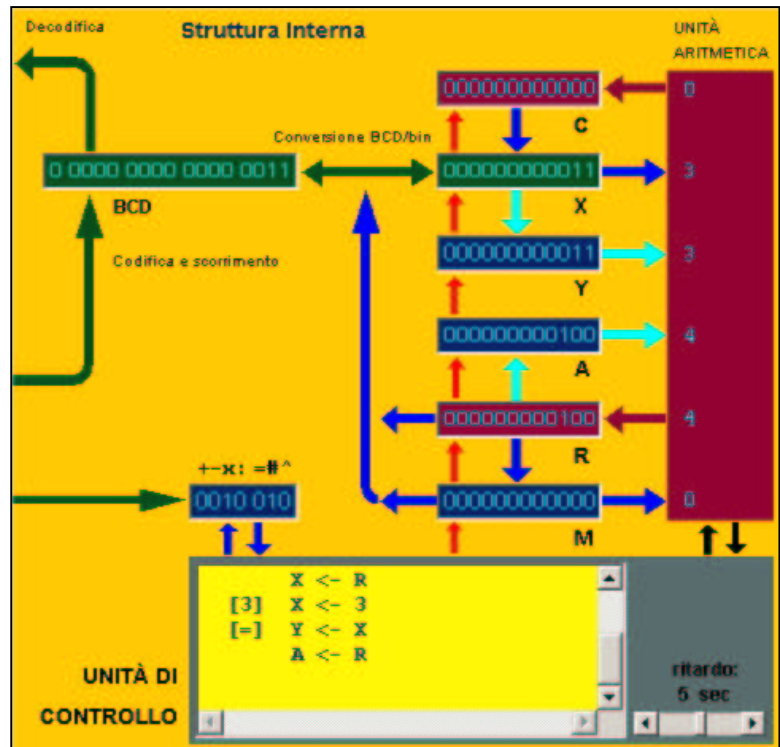 Decodifica
Struttura Interna
UNITÀ
ARITMETICA
000000000000
0
C
Conversione BCD/bin
0 0000 0000 0000 0011
000000000011
3
BCD
X
000000000011
3
Codifica e scorrimento
Y
000000000100
4
A
000000000100
4
+-x: =#^
R
0010 010
000000000000
0
M
X <- R
[3] X <- 3
[=] Y <- X
A <- R
UNITÀ DI
CONTROLLO
ritardo:
5 sec